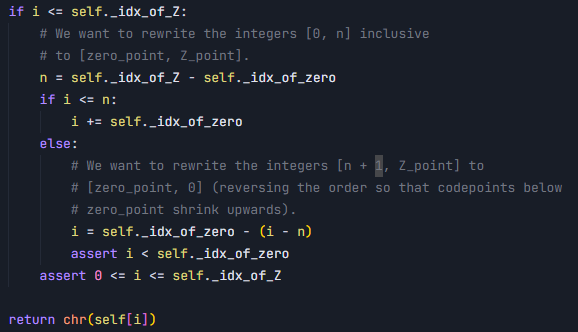 if i <= self._idx_of_Z:
    # We want to rewrite the integers [0, n] inclusive
    # to [zero_point, Z_point].
    n = self._idx_of_Z - self._idx_of_zero
    if i <= n:
        i += self._idx_of_zero
    else:
        # We want to rewrite the integers [n + 1, Z_point] to
        # [zero_point, 0] (reversing the order so that codepoints below
        # zero_point shrink upwards).
        i = self._idx_of_zero - (i - n)
        assert i < self._idx_of_zero
    assert 0 <= i <= self._idx_of_Z

return chr(self[i])